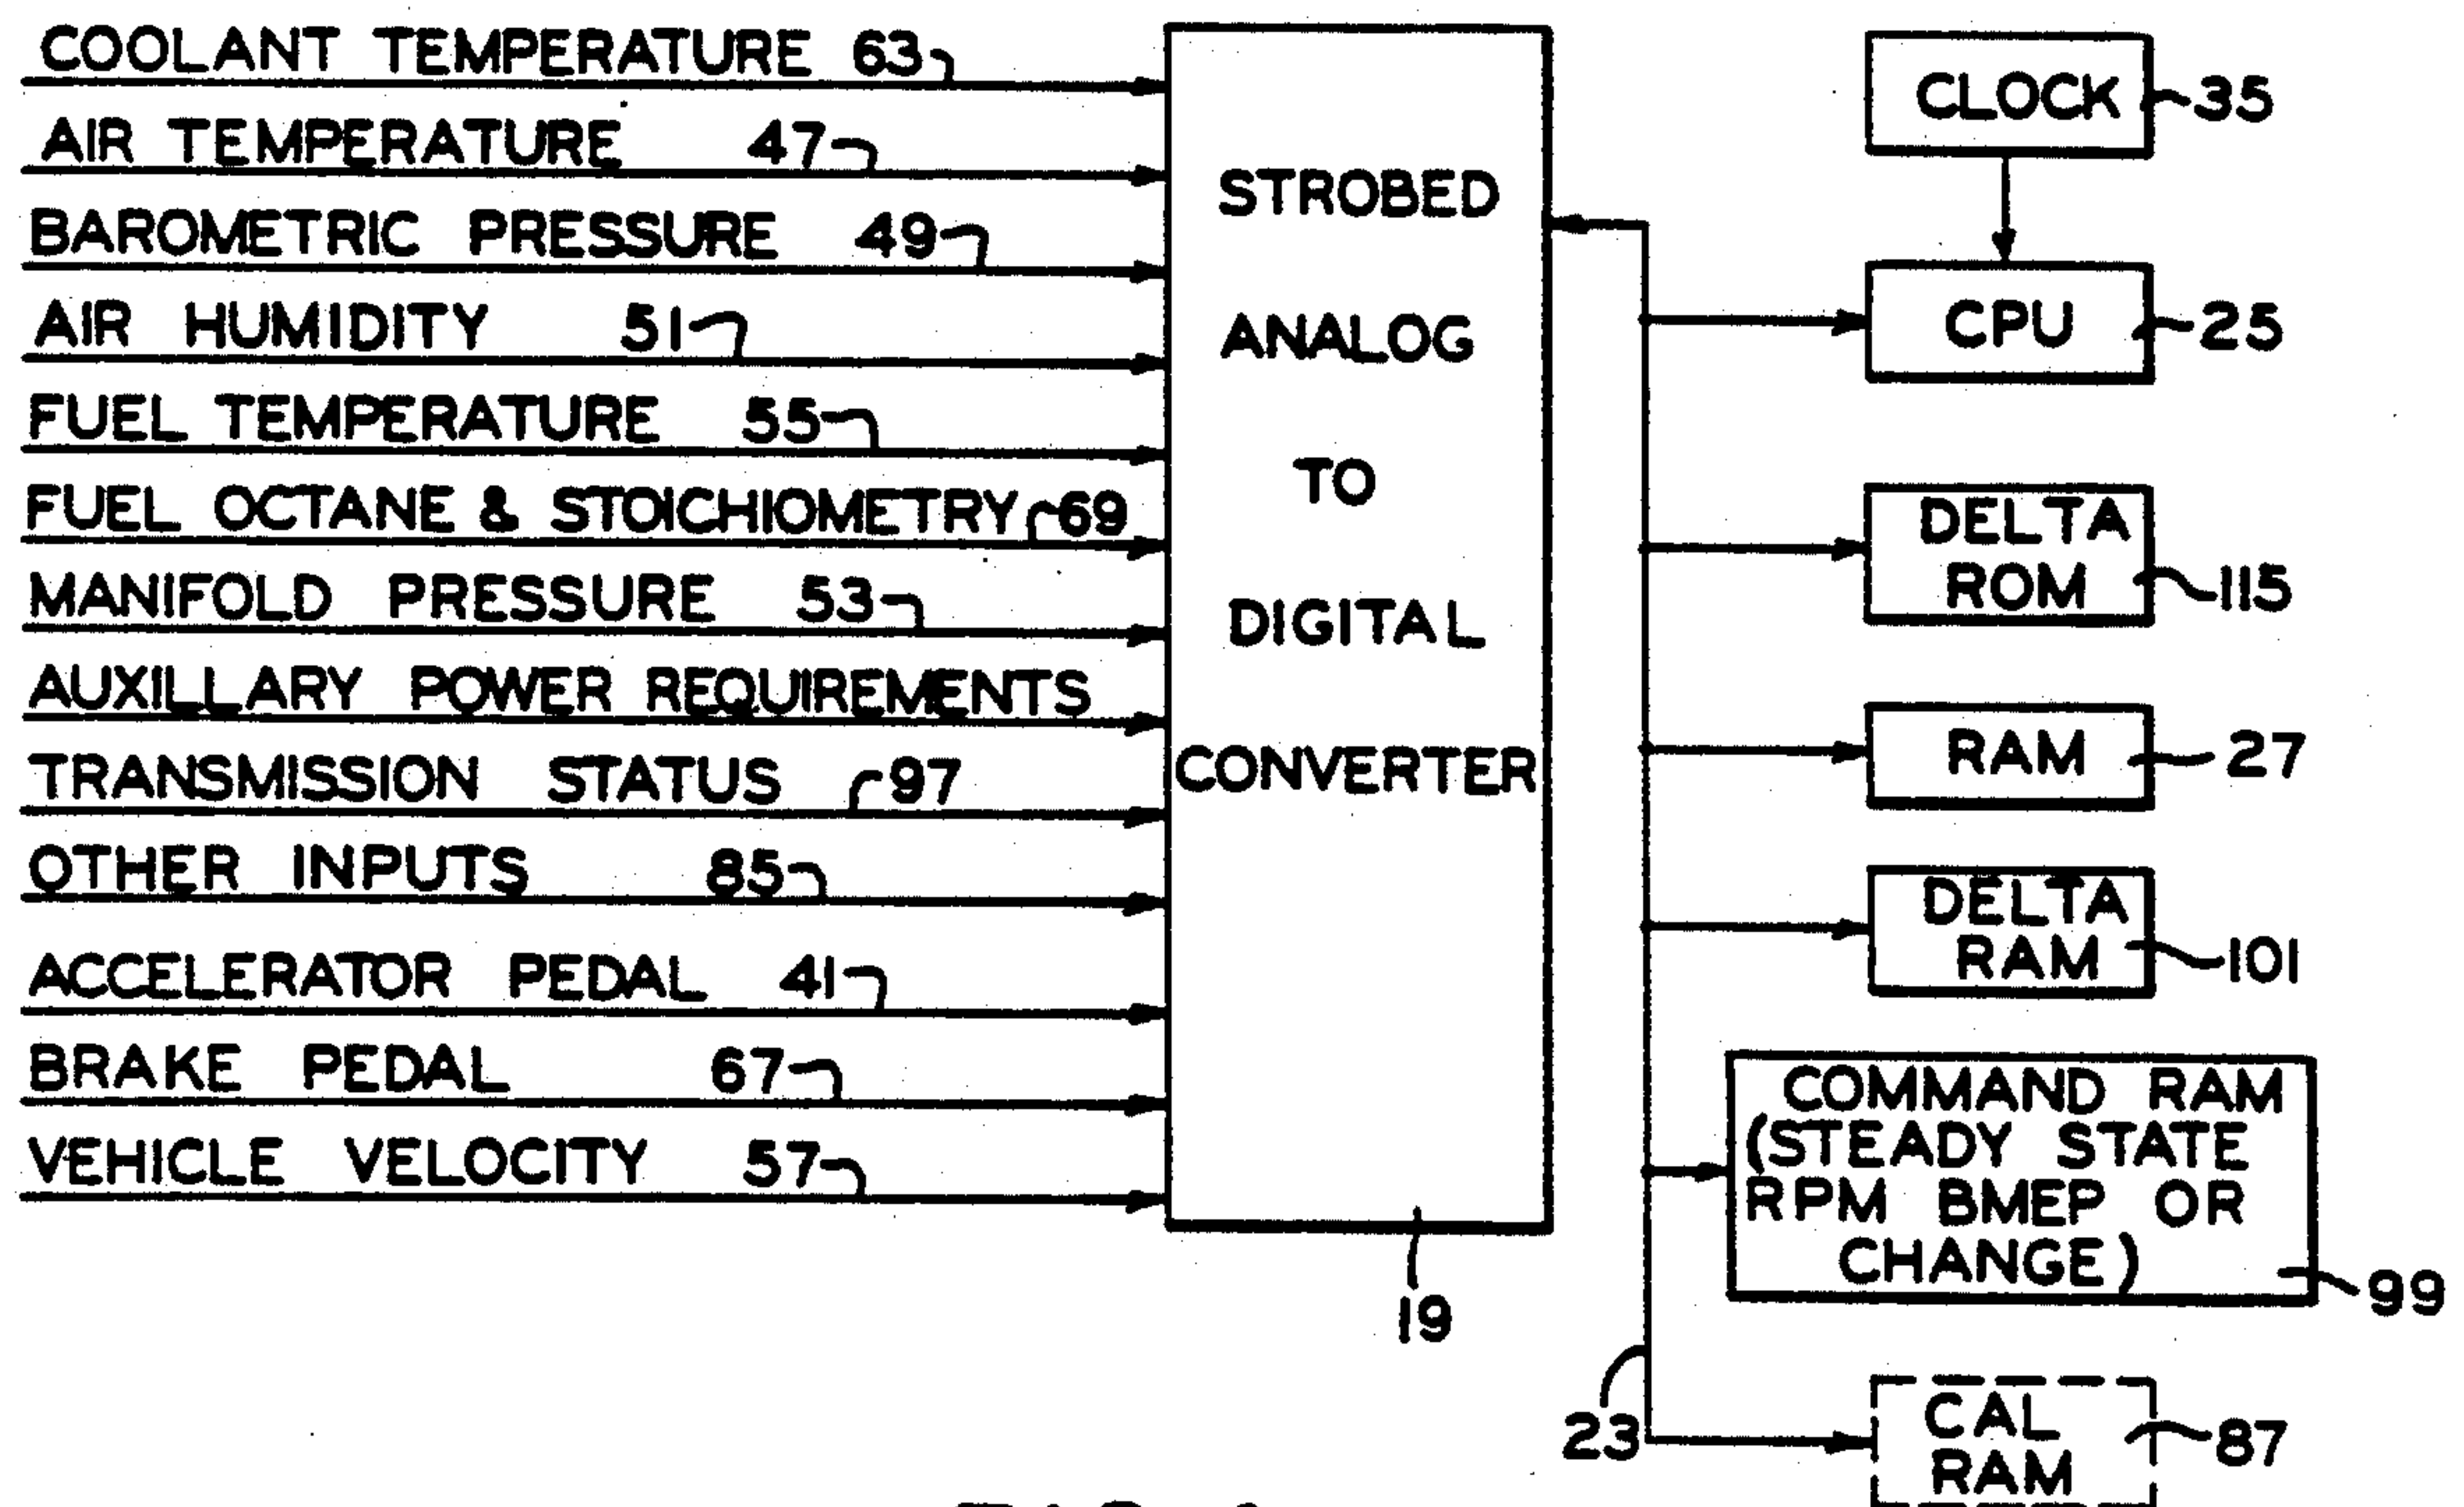 COOLANT TEMPERATURE 63
AIR TEMPERATURE 47
BAROMETRIC PRESSURE 49
AIR HUMIDITY 51
FUEL TEMPERATURE 55
FUEL OCTANE & STOICHIOMETRY 69
MANIFOLD PRESSURE 53
AUXILLARY POWER REQUIREMENTS
TRANSMISSION STATUS 97
OTHER INPUTS 85
ACCELERATOR PEDAL 41
BRAKE PEDAL 67
VEHICLE VELOCITY 57
STROBED
ANALOG
TO
DIGITAL
CONVERTER
19
CLOCK 35
CPU 25
DELTA
ROM 115
RAM 27
DELTA
RAM 101
COMMAND RAM
(STEADY STATE
RPM BMEP OR
CHANGE)
99
23
CAL
RAM
87